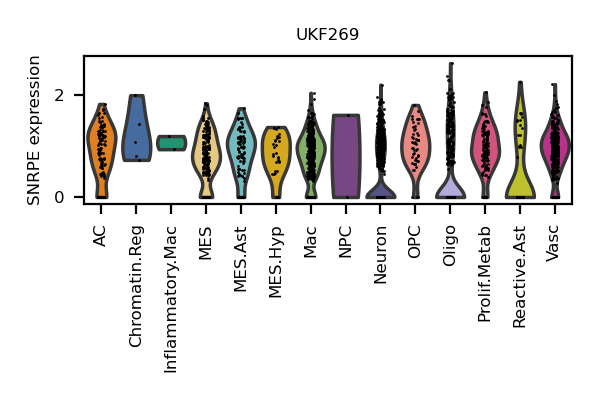 UKF269
SNRPE expression
2
0
AC
Chromatin.Reg
Inflammatory.Mac
MES
MES.Ast
MES.Hyp
Mac
NPC
Neuron
OPC
Oligo
Prolif.Metab
Reactive.Ast
Vasc